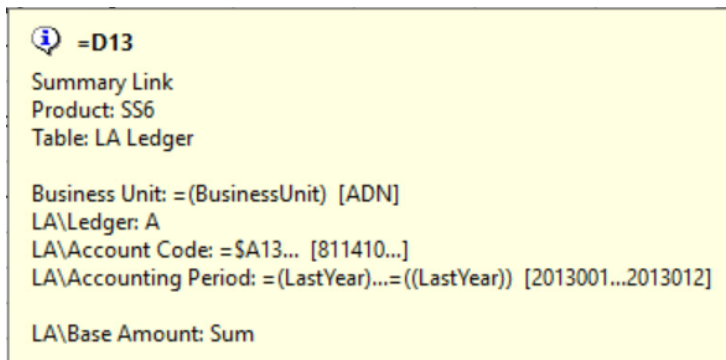 =D13
Summary Link
Product: SS6
Table: LA Ledger
Business Unit: =(BusinessUnit) [ADN]
LA\Ledger: A
LA\Account Code: =$A13... [811410...]
LA\Accounting Period: =(LastYear)...=((LastYear)) [2013001...2013012]
LA\Base Amount: Sum